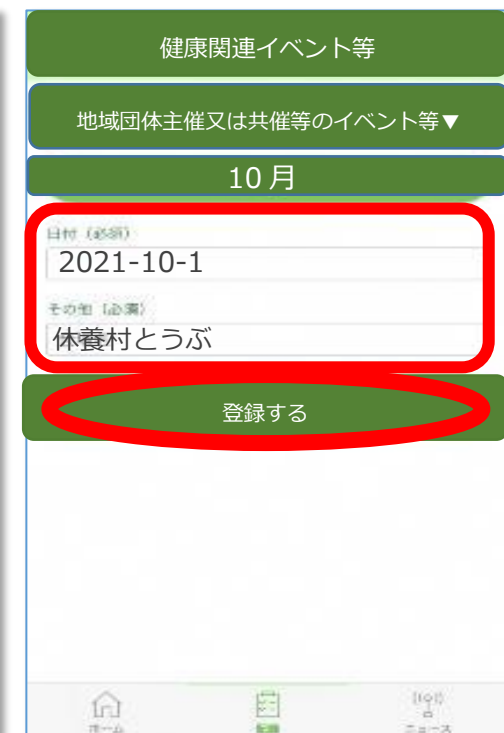 健康関連イベント等
地域団体主催又は共催等のイベント等▼
10月
日付（必須）
2021-10-1
その他（必須）
休養村とうぶ
登録する
ホーム
記録
ニュース